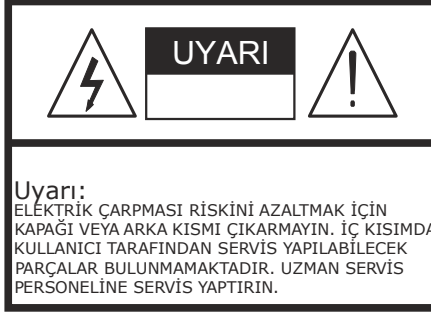 UYARI
Uyarı:
ELEKTRİK ÇARPMASI RİSKİNİ AZALTMAK İÇİN
KAPAĞI VEYA ARKA KISMI ÇIKARMAYIN. İÇ KISIMDA
KULLANICI TARAFINDAN SERVİS YAPILABİLECEK
PARÇALAR BULUNMAMAKTADIR. UZMAN SERVİS
PERSONELİNE SERVİS YAPTIRIN.